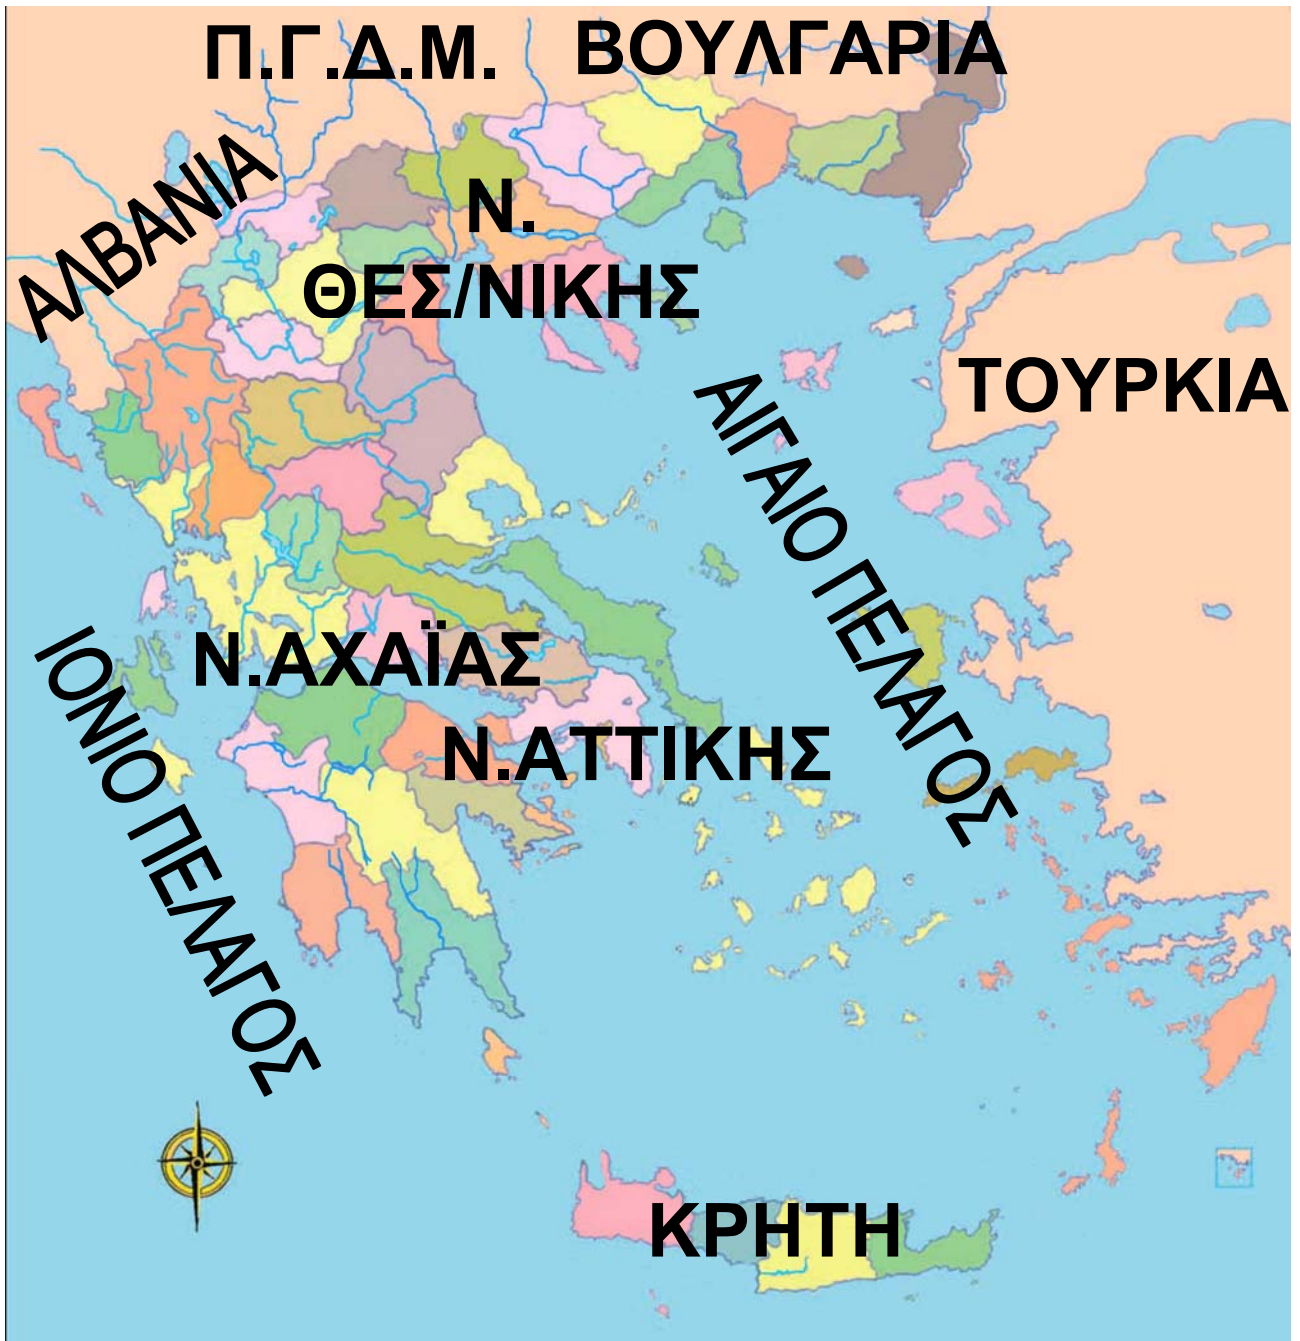 Π.Γ.Δ.Μ.
ΒΟΥΛΓΑΡΙΑ
ΑΛΒΑΝΙΑ
Ν.
ΘΕΣ/ΝΙΚΗΣ
ΤΟΥΡΚΙΑ
ΑΙΓΑΙΟ ΠΕΛΑΓΟΣ
Ν.ΑΧΑΪΑΣ
ΙΟΝΙΟ ΠΕΛΑΓΟΣ
Ν.ΑΤΤΙΚΗΣ
ΚΡΗΤΗ